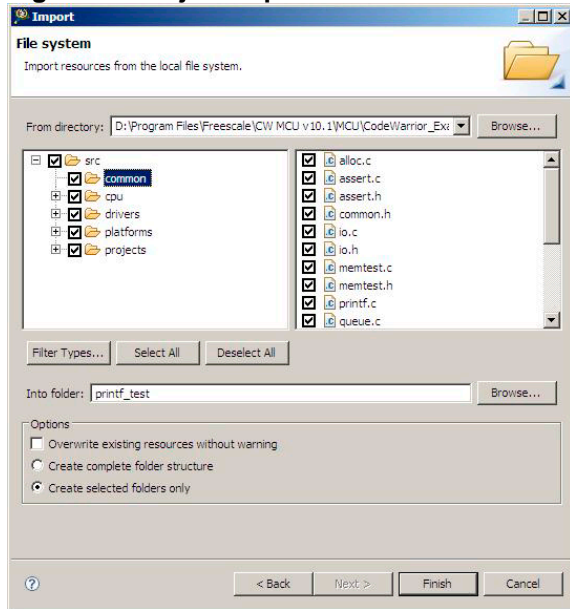 Import
File system
Import resources from the local file system.
From directory: D:\Program Files\Freescale\CW MCU v10.1\MCU\CodeWarrior_Exa
Browse...
src
common
cpu
drivers
platforms
projects
alloc.c
assert.c
assert.h
common.h
io.c
io.h
memtest.c
memtest.h
printf.c
queue.c
Filter Types... Select All Deselect All
Into folder: printf_test Browse...
Options
Overwrite existing resources without warning
Create complete folder structure
Create selected folders only
? < Back Next > Finish Cancel